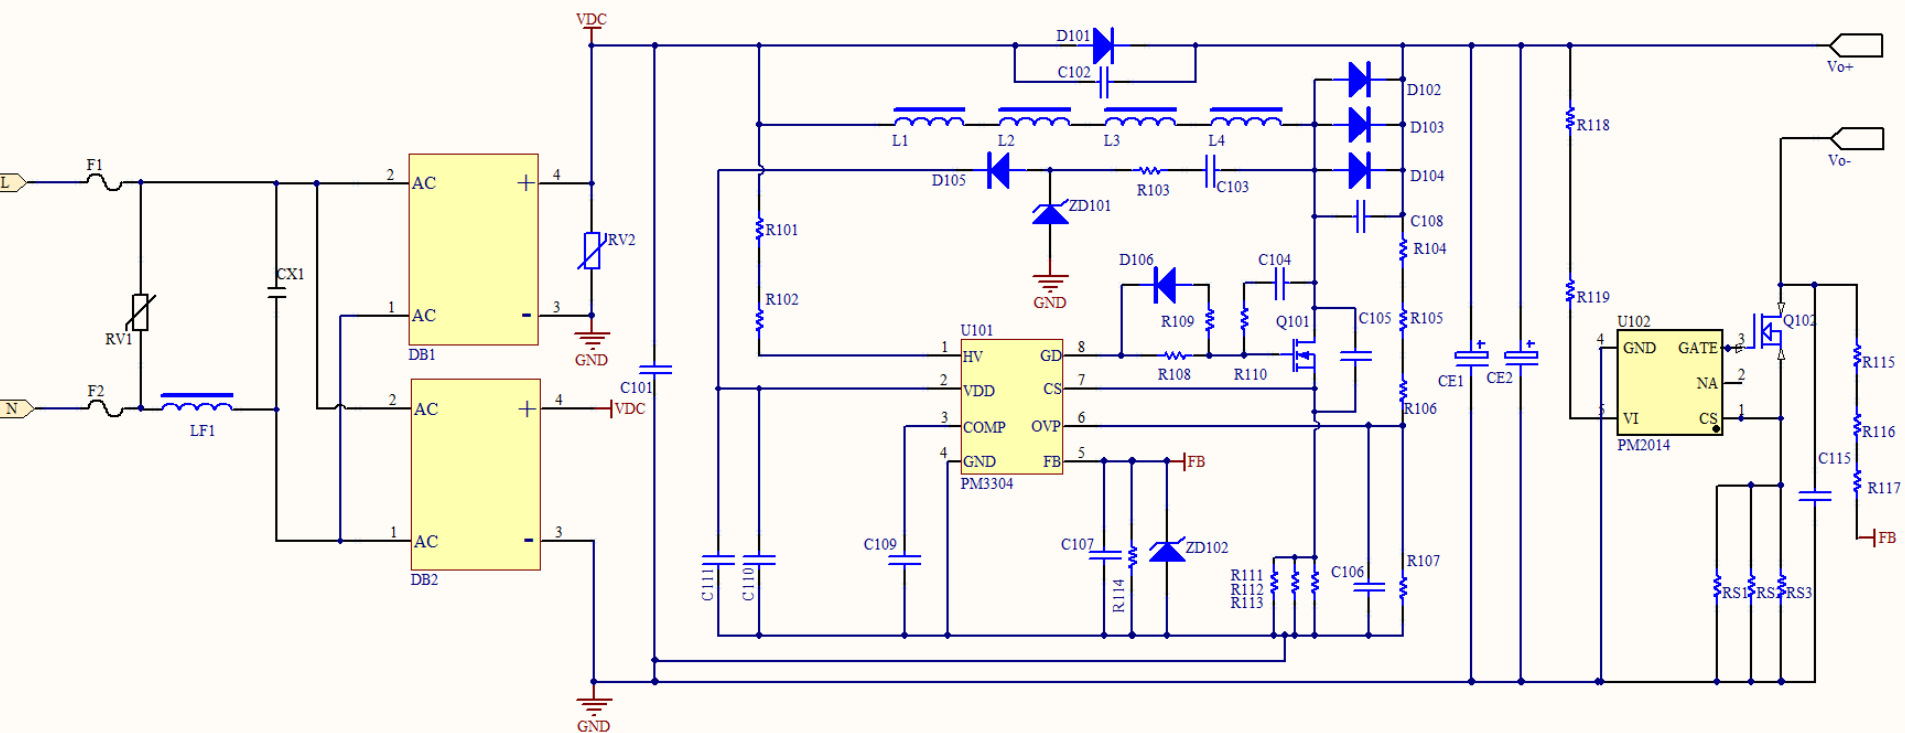 VDC
D101
C102
Vo+
D102
L1
L2
L3
L4
D103
R118
Vo-
F1
L
2
AC
+
4
D105
R103
C103
D104
ZD101
C108
R101
RV2
R104
D106
C104
CX1
R102
GND
R119
1
AC
-
3
R109
Q101
C105
R105
U102
Q102
RV1
DB1
GND
U101
4
GND
GATE
3
1
HV
GD
8
R108
R110
CE1
CE2
R115
C101
2
VDD
CS
7
NA
2
F2
N
2
AC
+
4
VDC
R106
5
VI
CS
1
LF1
3
COMP
OVP
6
PM2014
R116
4
GND
FB
5
FB
C115
PM3304
R117
1
AC
-
3
C109
C107
ZD102
FB
DB2
C111
C110
R114
R111
R112
R113
C106
R107
RS1
RS3
GND